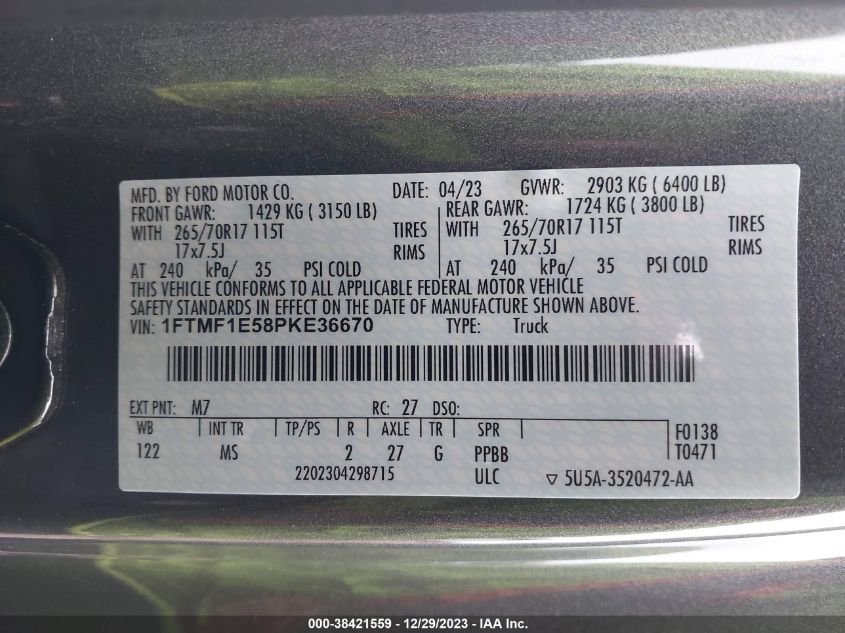 MFD. BY FORD MOTOR CO. DATE: 04/23 GVWR: 2903 KG ( 6400 LB)
FRONT GAWR: 1429 KG ( 3150 LB) REAR GAWR: 1724 KG ( 3800 LB)
WITH 265/70R17 115T TIRES WITH 265/70R17 115T TIRES
17x7.5J RIMS 17x7.5J RIMS
AT 240 kPa/ 35 PSI COLD AT 240 kPa/ 35 PSI COLD
THIS VEHICLE CONFORMS TO ALL APPLICABLE FEDERAL MOTOR VEHICLE
SAFETY STANDARDS IN EFFECT ON THE DATE OF MANUFACTURE SHOWN ABOVE.
VIN: 1FTMF1E58PKE36670 TYPE: Truck
EXT PNT: M7 RC: 27 DSO:
WB INT TR TP/PS R AXLE TR SPR F0138
122 MS 2 27 G PPBB T0471
2202304298715 ULC ▽ 5U5A-3520472-AA
000-38421559 - 12/29/2023 - IAA Inc.